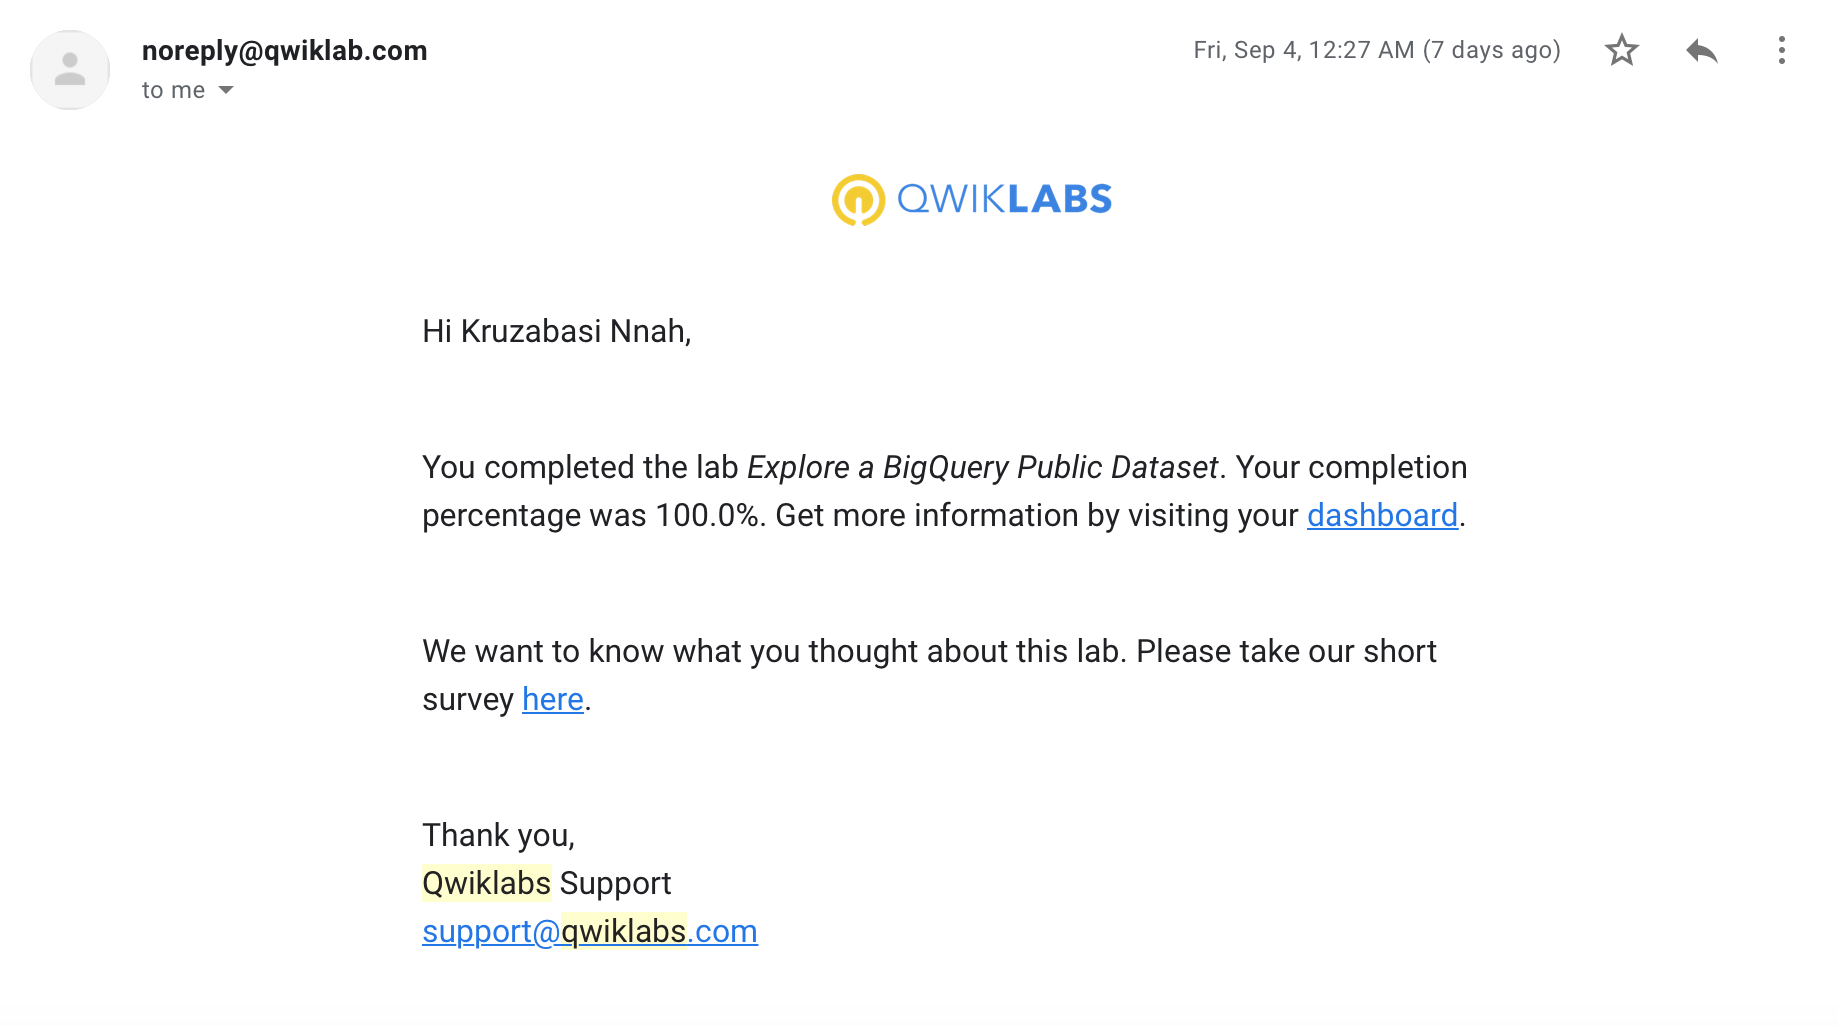 noreply@qwiklab.com
Fri, Sep 4, 12:27 AM (7 days ago)
to me
QWIKLABS
Hi Kruzabasi Nnah,
You completed the lab Explore a BigQuery Public Dataset. Your completion
percentage was 100.0%. Get more information by visiting your dashboard.
We want to know what you thought about this lab. Please take our short
survey here.
Thank you,
Qwiklabs Support
support@qwiklabs.com